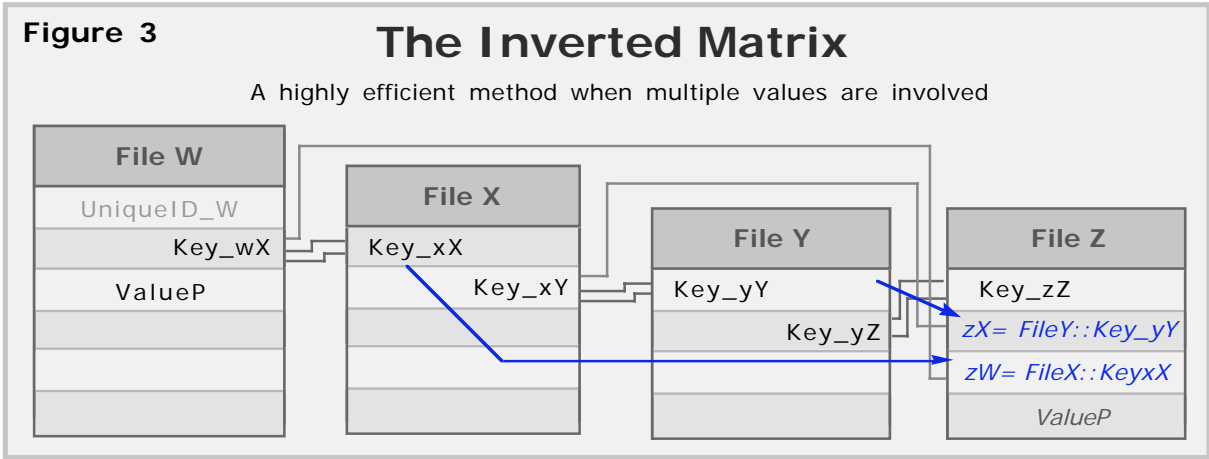 Figure 3
The Inverted Matrix
A highly efficient method when multiple values are involved
File W
UniqueID_W
Key_wX
ValueP
File X
Key_xX
Key_xY
File Y
Key_yY
Key_yZ
File Z
Key_zZ
zX= FileY::Key_yY
zW= FileX::KeyxX
ValueP